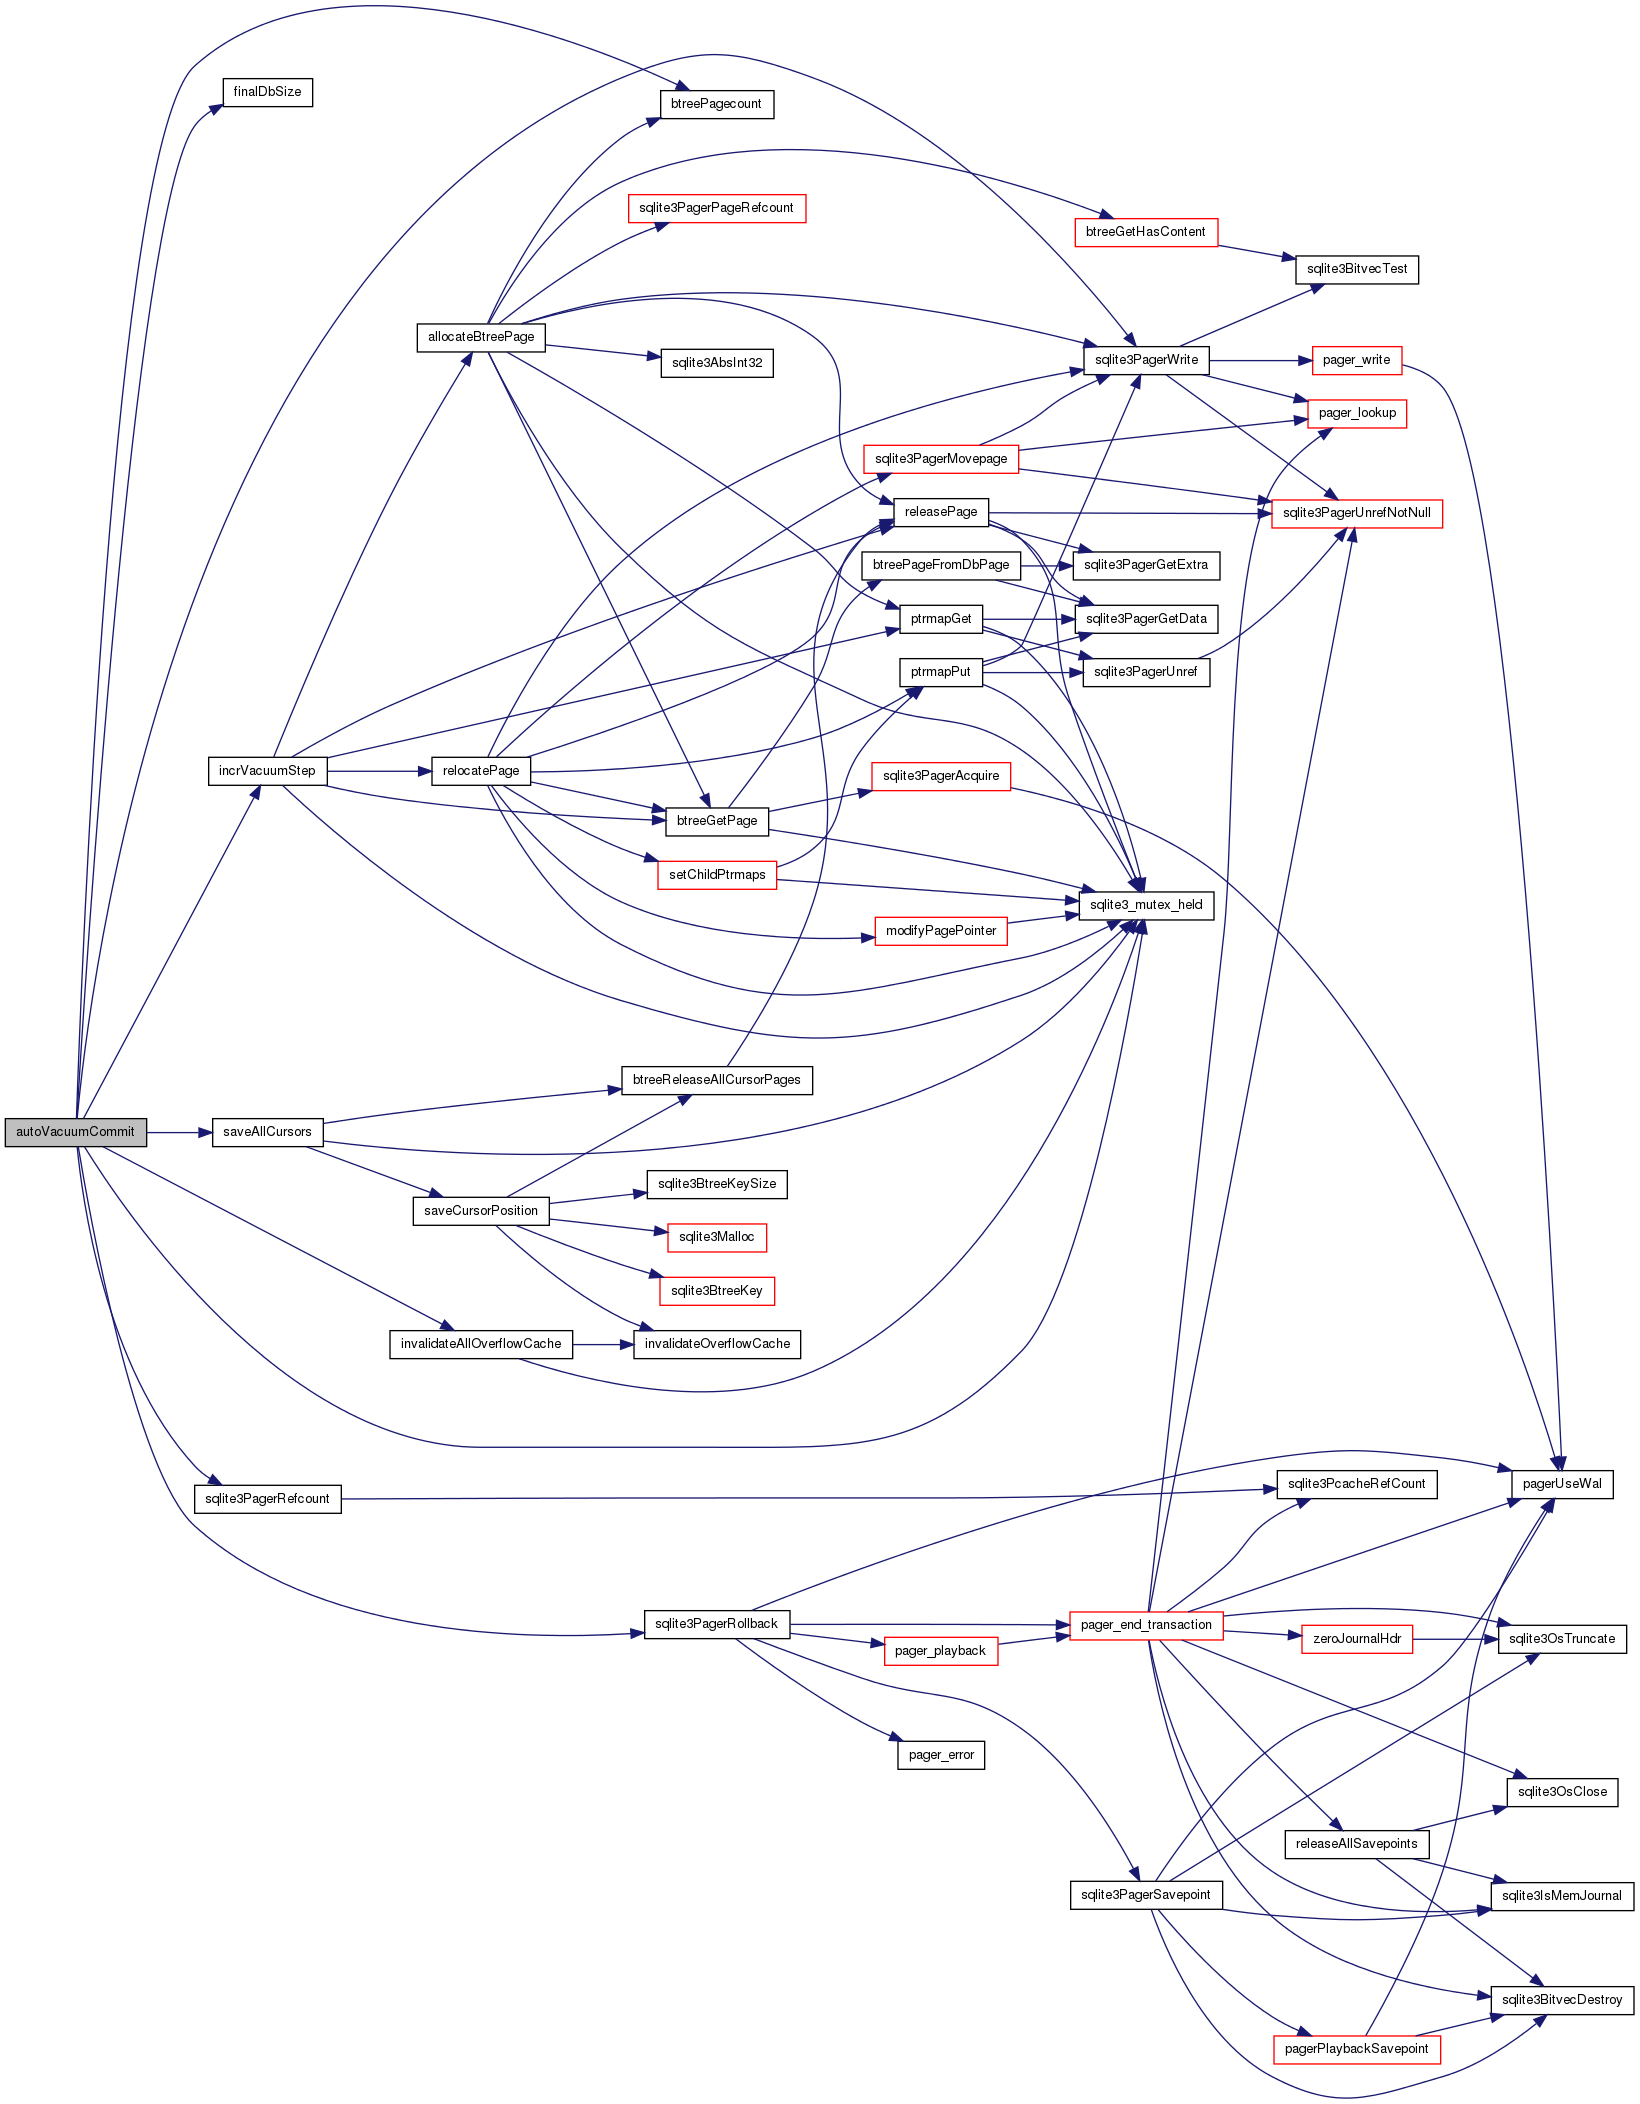 finalDbSize
btreePagecount
sqlite3PagerPageRefcount
btreeGetHasContent
sqlite3BitvecTest
allocateBtreePage
sqlite3AbsInt32
sqlite3PagerWrite
pager_write
pager_lookup
sqlite3PagerMovepage
releasePage
sqlite3PagerUnrefNotNull
btreePageFromDbPage
sqlite3PagerGetExtra
ptrmapGet
sqlite3PagerGetData
ptrmapPut
sqlite3PagerUnref
incrVacuumStep
relocatePage
sqlite3PagerAcquire
btreeGetPage
setChildPtrmaps
sqlite3_mutex_held
modifyPagePointer
btreeReleaseAllCursorPages
autoVacuumCommit
saveAllCursors
sqlite3BtreeKeySize
saveCursorPosition
sqlite3Malloc
sqlite3BtreeKey
invalidateAllOverflowCache
invalidateOverflowCache
sqlite3PagerRefcount
sqlite3PcacheRefCount
pagerUseWal
sqlite3PagerRollback
pager_end_transaction
pager_playback
zeroJournalHdr
sqlite3OsTruncate
pager_error
sqlite3OsClose
releaseAllSavepoints
sqlite3PagerSavepoint
sqlite3IsMemJournal
sqlite3BitvecDestroy
pagerPlaybackSavepoint